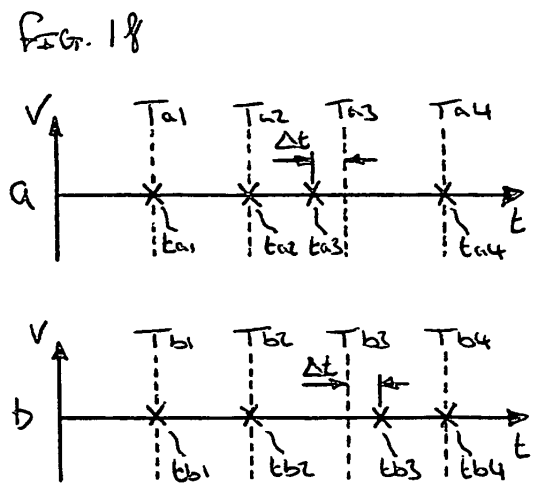 FIG. 18
V Ta1 Ta2 Ta3 Ta4
Δt
a
t
ta1 ta2 ta3 ta4
V Tb1 Tb2 Tb3 Tb4
Δt
b
t
tb1 tb2 tb3 tb4